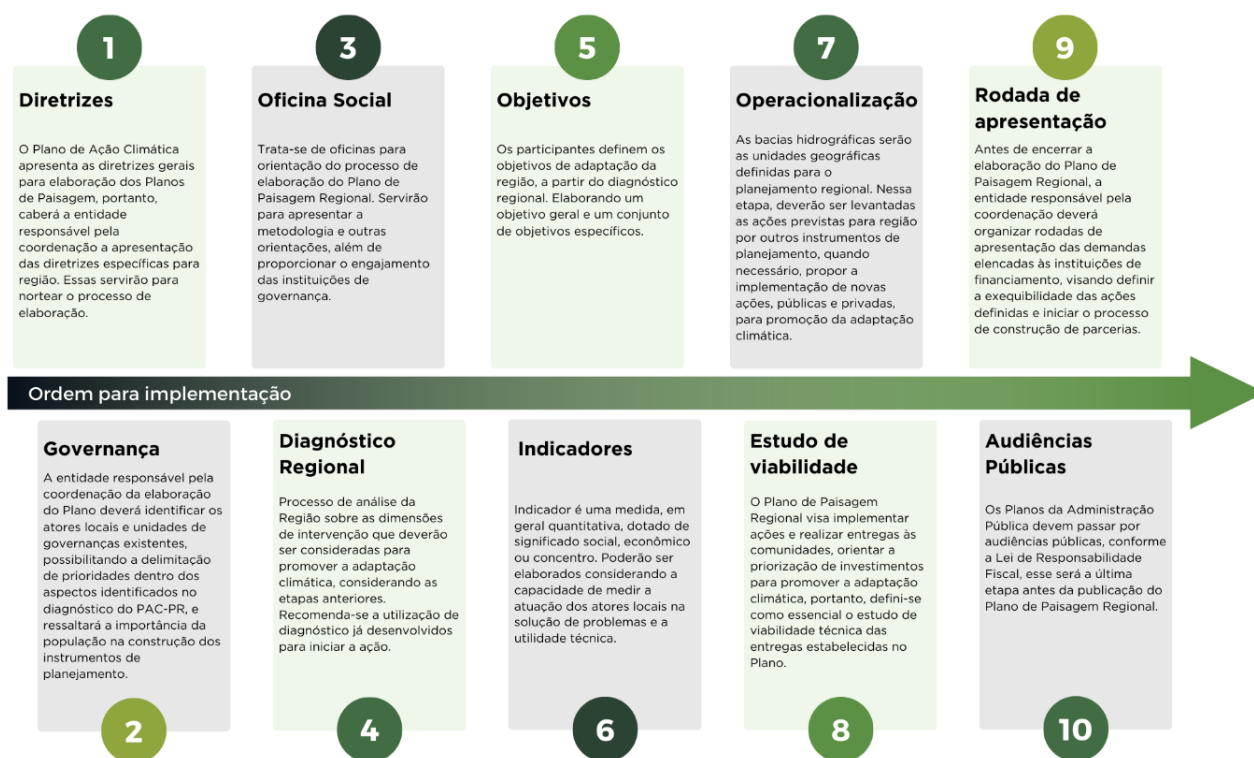 1
Diretrizes
O Plano de Ação Climática
apresenta as diretrizes gerais
para elaboração dos Planos
de Paisagem, portanto,
caberá a entidade
responsável pela
coordenação a apresentação
das diretrizes específicas para
região. Essas servirão para
nortear o processo de
elaboração.
3
Oficina Social
Trata-se de oficinas para
orientação do processo de
elaboração do Plano de
Paisagem Regional. Servirão
para apresentar a
metodologia e outras
orientações, além de
proporcionar o engajamento
das instituições de
governança.
5
Objetivos
Os participantes definem os
objetivos de adaptação da
região, a partir do diagnóstico
regional. Elaborando um
objetivo geral e um conjunto
de objetivos específicos.
7
Operacionalização
As bacias hidrográficas serão
as unidades geográficas
definidas para o
planejamento regional. Nessa
etapa, deverão ser levantadas
as ações previstas para região
por outros instrumentos de
planejamento, quando
necessário, propor a
implementação de novas
ações, públicas e privadas,
para promoção da adaptação
climática.
9
Rodada de
apresentação
Antes de encerrar a
elaboração do Plano de
Paisagem Regional, a
entidade responsável pela
coordenação deverá
organizar rodadas de
apresentação das demandas
elencadas às instituições de
financiamento, visando definir
a exequibilidade das ações
definidas e iniciar o processo
de construção de parcerias.
Ordem para implementação
Governança
A entidade responsável pela
coordenação da elaboração
do Plano deverá identificar os
atores locais e unidades de
governanças existentes,
possibilitando a delimitação
de prioridades dentro dos
aspectos identificados no
diagnóstico do PAC-PR, e
ressaltará a importância da
população na construção dos
instrumentos de
planejamento.
2
Diagnóstico
Regional
Processo de análise da
Região sobre as dimensões
de intervenção que deverão
ser consideradas para
promover a adaptação
climática, considerando as
etapas anteriores.
Recomenda-se a utilização de
diagnóstico já desenvolvidos
para iniciar a ação.
4
Indicadores
Indicador é uma medida, em
geral quantitativa, dotado de
significado social, econômico
ou concentro. Poderão ser
elaborados considerando a
capacidade de medir a
atuação dos atores locais na
solução de problemas e a
utilidade técnica.
6
Estudo de
viabilidade
O Plano de Paisagem
Regional visa implementar
ações e realizar entregas às
comunidades, orientar a
priorização de investimentos
para promover a adaptação
climática, portanto, defini-se
como essencial o estudo de
viabilidade técnica das
entregas estabelecidas no
Plano.
8
Audiências
Públicas
Os Planos da Administração
Pública devem passar por
audiências públicas, conforme
a Lei de Responsabilidade
Fiscal, esse será a última
etapa antes da publicação do
Plano de Paisagem Regional.
10